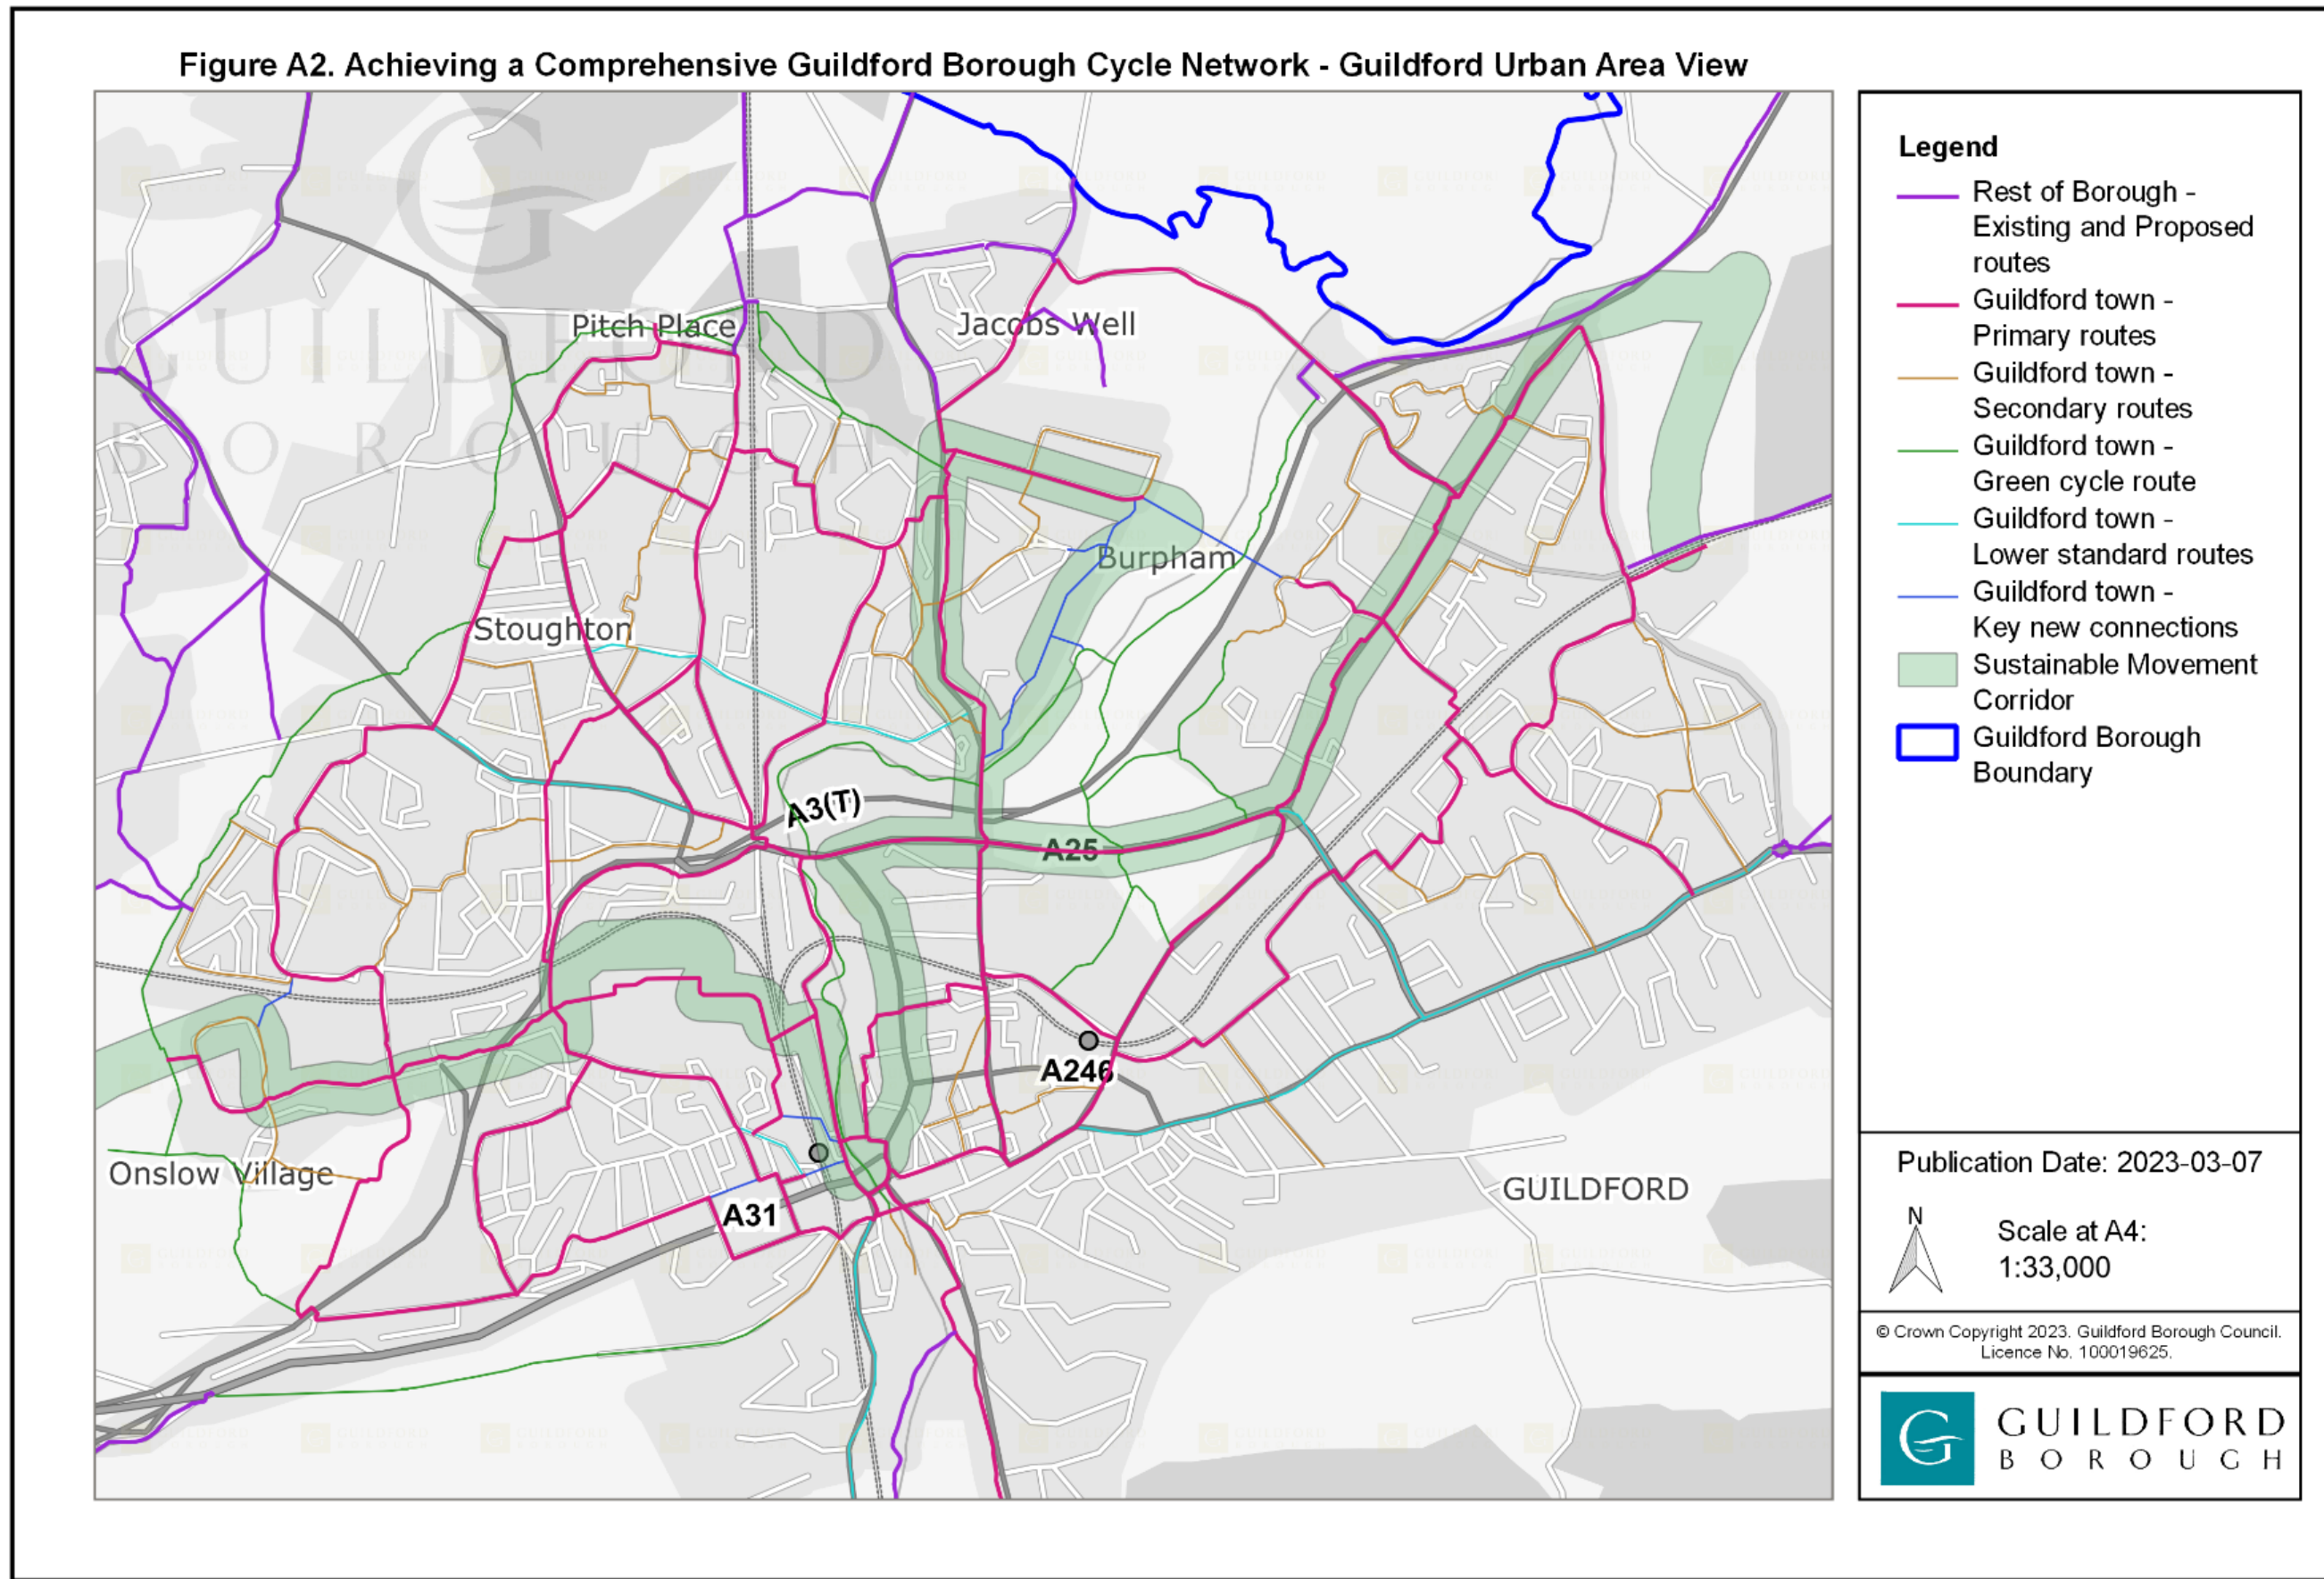 Figure A2. Achieving a Comprehensive Guildford Borough Cycle Network - Guildford Urban Area View
GUILDFORD
BOROUGH
Pitch Place
Jacobs Well
Burpham
Stoughton
A3(T)
A25
A246
Onslow Village
A31
GUILDFORD
Legend
Rest of Borough -
Existing and Proposed
routes
Guildford town -
Primary routes
Guildford town -
Secondary routes
Guildford town -
Green cycle route
Guildford town -
Lower standard routes
Guildford town -
Key new connections
Sustainable Movement
Corridor
Guildford Borough
Boundary
Publication Date: 2023-03-07
N
Scale at A4:
1:33,000
© Crown Copyright 2023. Guildford Borough Council.
Licence No. 100019625.
GUILDFORD
BOROUGH